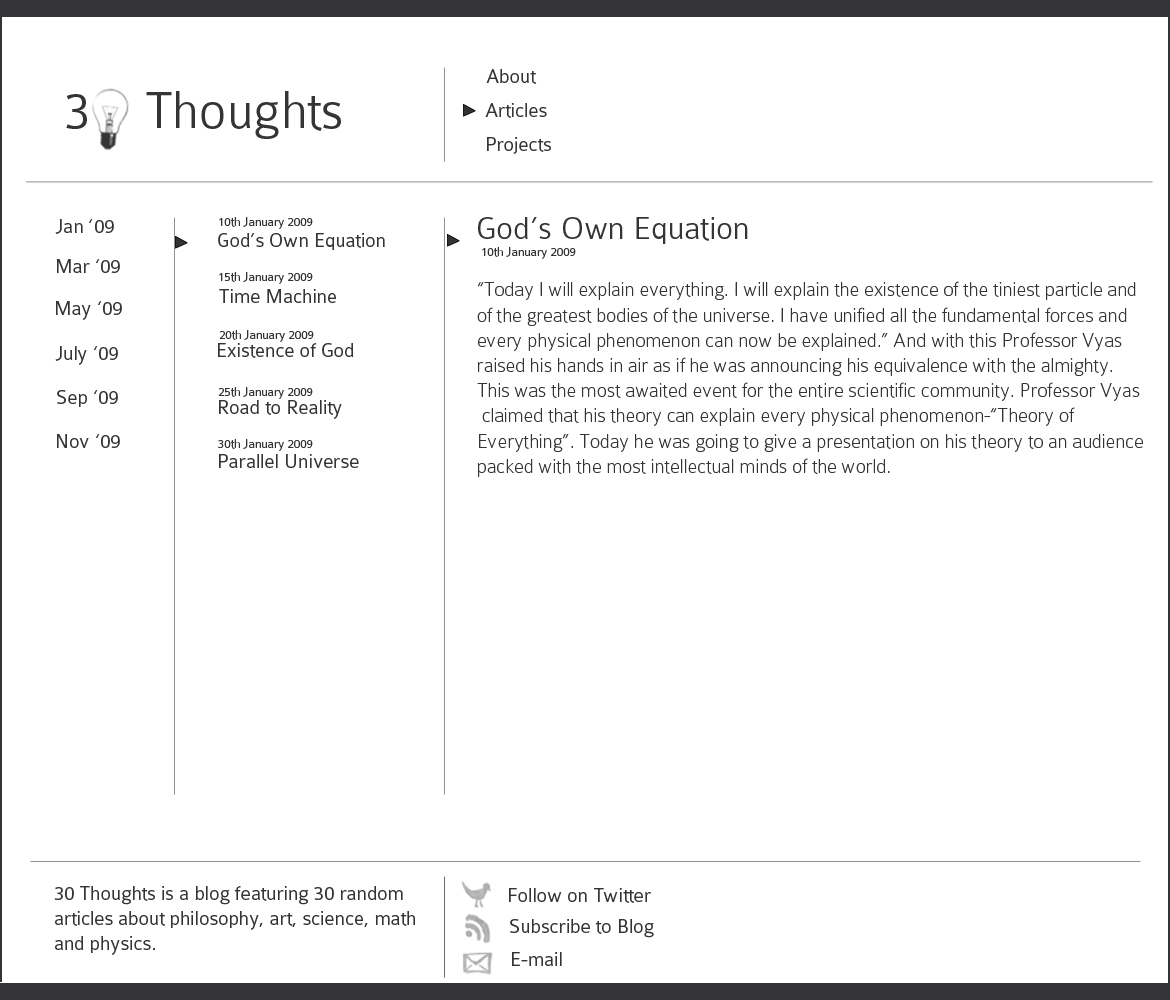 3 Thoughts
About
Articles
Projects
Jan ‘09
Mar ‘09
May ‘09
July ‘09
Sep ‘09
Nov ‘09
10th January 2009
God’s Own Equation
15th January 2009
Time Machine
20th January 2009
Existence of God
25th January 2009
Road to Reality
30th January 2009
Parallel Universe
God’s Own Equation
10th January 2009
“Today I will explain everything. I will explain the existence of the tiniest particle and
of the greatest bodies of the universe. I have unified all the fundamental forces and
every physical phenomenon can now be explained.” And with this Professor Vyas
raised his hands in air as if he was announcing his equivalence with the almighty.
This was the most awaited event for the entire scientific community. Professor Vyas
claimed that his theory can explain every physical phenomenon-“Theory of
Everything”. Today he was going to give a presentation on his theory to an audience
packed with the most intellectual minds of the world.
30 Thoughts is a blog featuring 30 random
articles about philosophy, art, science, math
and physics.
Follow on Twitter
Subscribe to Blog
E-mail